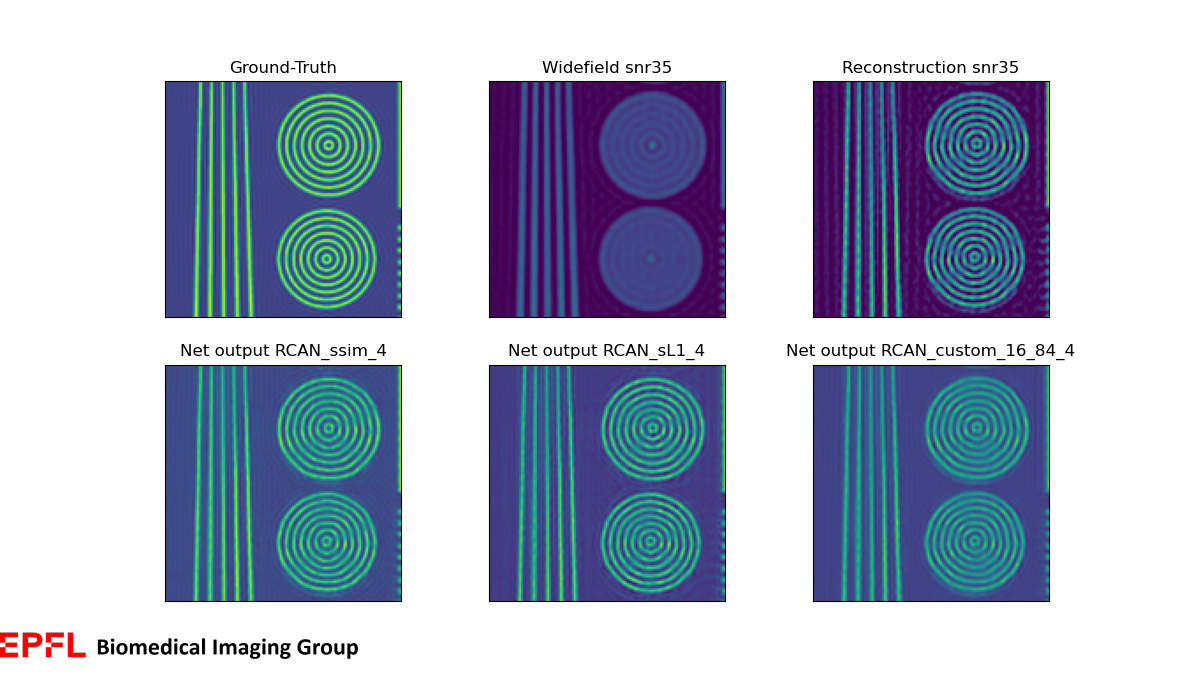 Ground-Truth
Widefield snr35
Reconstruction snr35
Net output RCAN_ssim_4
Net output RCAN_sL1_4
Net output RCAN_custom_16_84_4
EPFL Biomedical Imaging Group